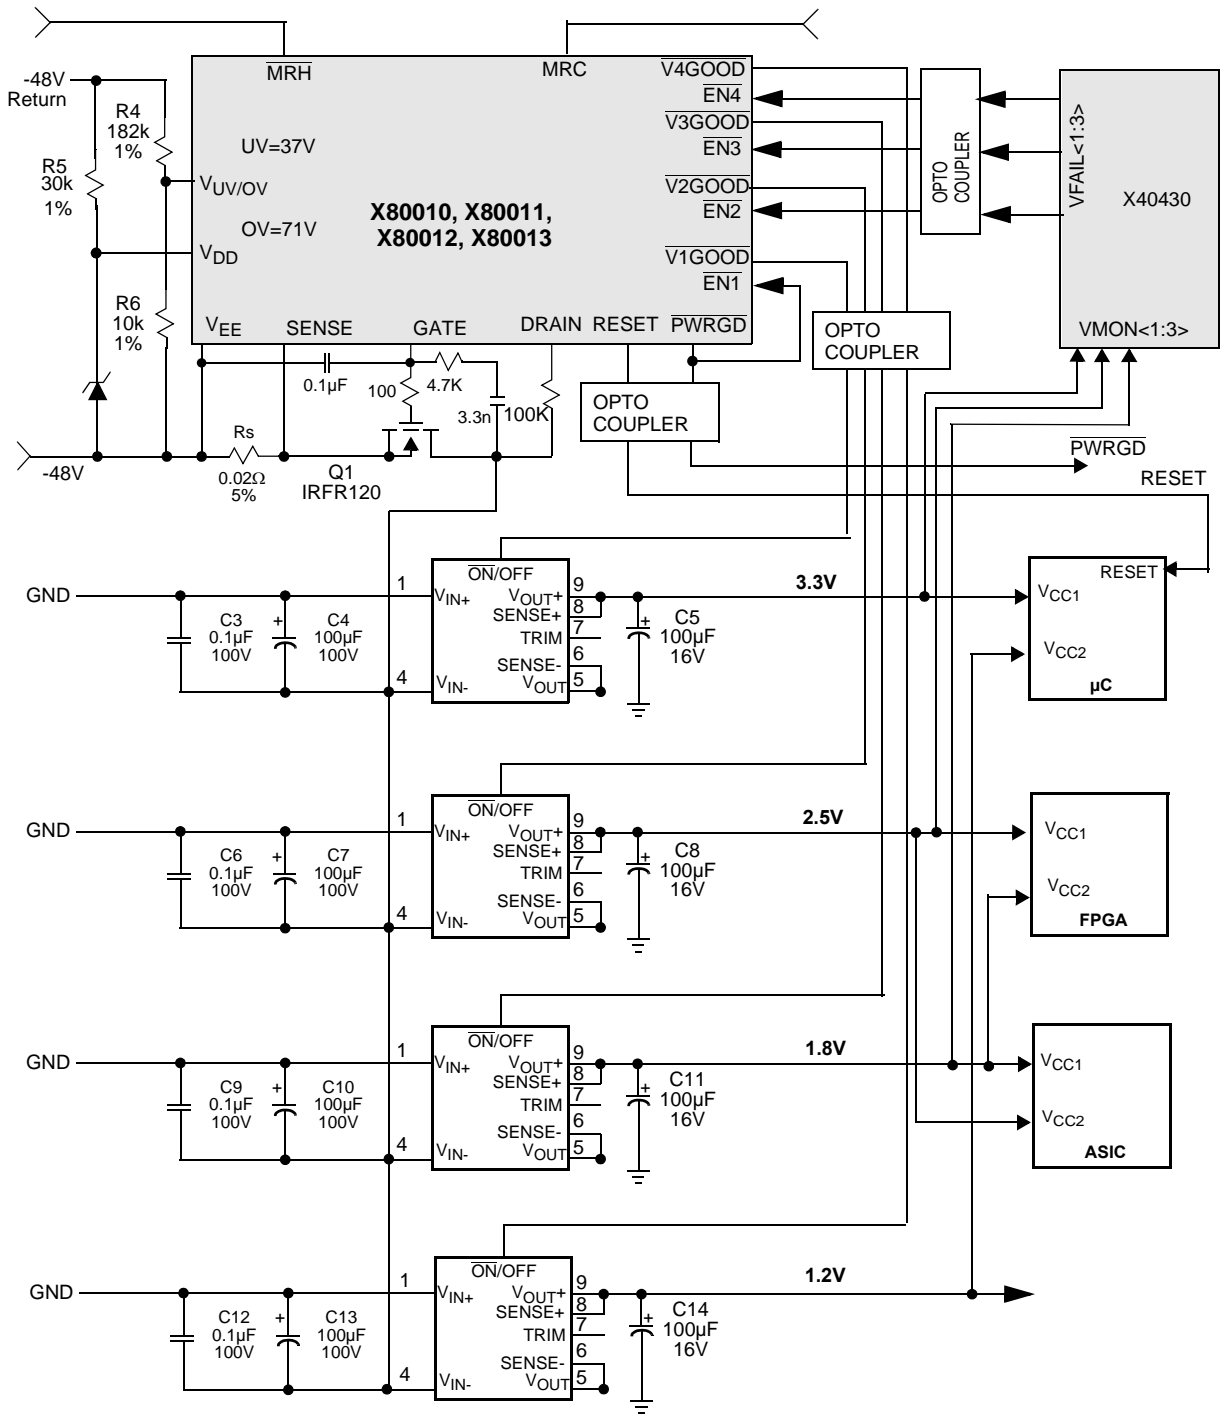 MRH
MRC
V4GOOD
EN4
V3GOOD
EN3
V2GOOD
EN2
V1GOOD
EN1
-48V
Return
R4
182k
1%
R5
30k
1%
R6
10k
1%
UV=37V
VUV/OV
OV=71V
VDD
X80010, X80011,
X80012, X80013
VEE
SENSE
GATE
DRAIN
RESET
PWRGD
OPTO
COUPLER
VFAIL<1:3>
X40430
VMON<1:3>
OPTO
COUPLER
0.1µF
100
4.7K
3.3n
100K
OPTO
COUPLER
-48V
Rs
0.02Ω
5%
Q1
IRFR120
PWRGD
RESET
GND
C3
0.1µF
100V
+
C4
100µF
100V
1
4
ON/OFF
VIN+
VOUT+
SENSE+
TRIM
SENSE-
VIN-
VOUT
9
8
7
6
5
+
C5
100µF
16V
3.3V
RESET
VCC1
VCC2
µC
GND
C6
0.1µF
100V
+
C7
100µF
100V
1
4
ON/OFF
VIN+
VOUT+
SENSE+
TRIM
SENSE-
VIN-
VOUT
9
8
7
6
5
+
C8
100µF
16V
2.5V
VCC1
VCC2
FPGA
GND
C9
0.1µF
100V
+
C10
100µF
100V
1
4
ON/OFF
VIN+
VOUT+
SENSE+
TRIM
SENSE-
VIN-
VOUT
9
8
7
6
5
+
C11
100µF
16V
1.8V
VCC1
VCC2
ASIC
GND
C12
0.1µF
100V
+
C13
100µF
100V
1
4
ON/OFF
VIN+
VOUT+
SENSE+
TRIM
SENSE-
VIN-
VOUT
9
8
7
6
5
+
C14
100µF
16V
1.2V